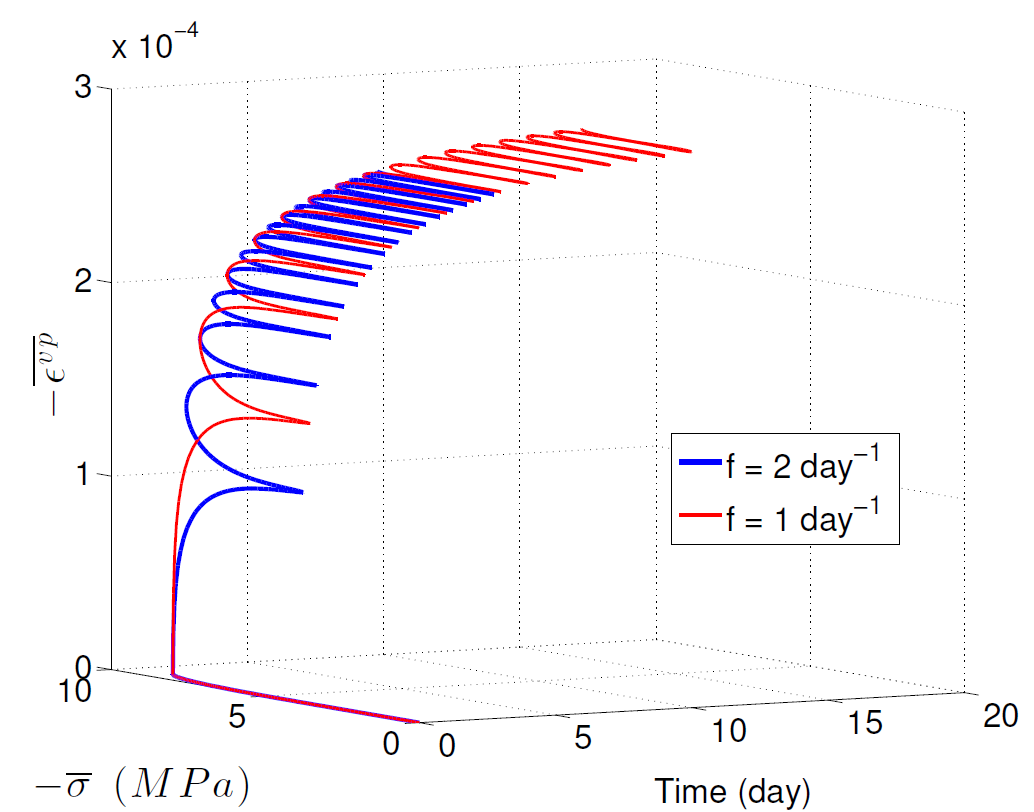 x 10⁻⁴
3
2
1
0
10
5
0
0
5
10
15
20
−ε̅ᵛᵖ
−σ̅ (MPa)
Time (day)
f = 2 day⁻¹
f = 1 day⁻¹